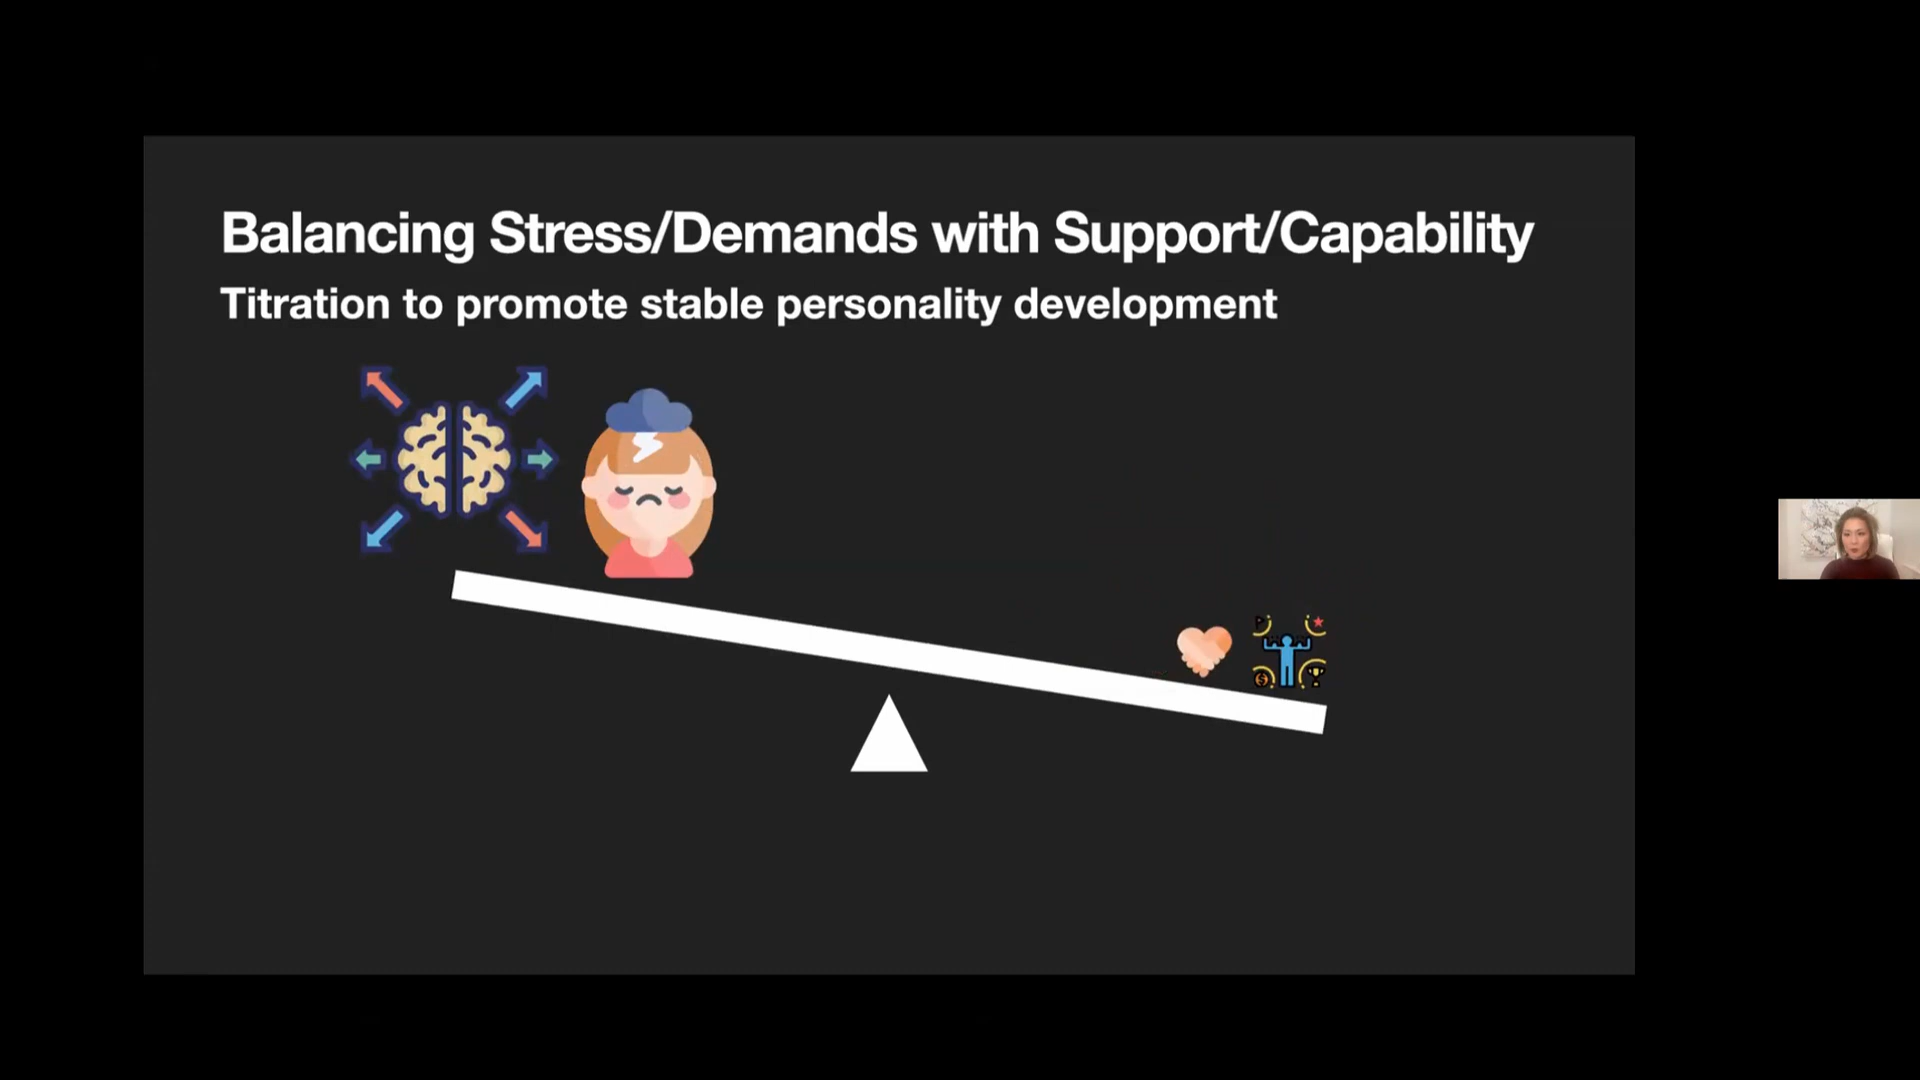 Balancing Stress/Demands with Support/Capability
Titration to promote stable personality development